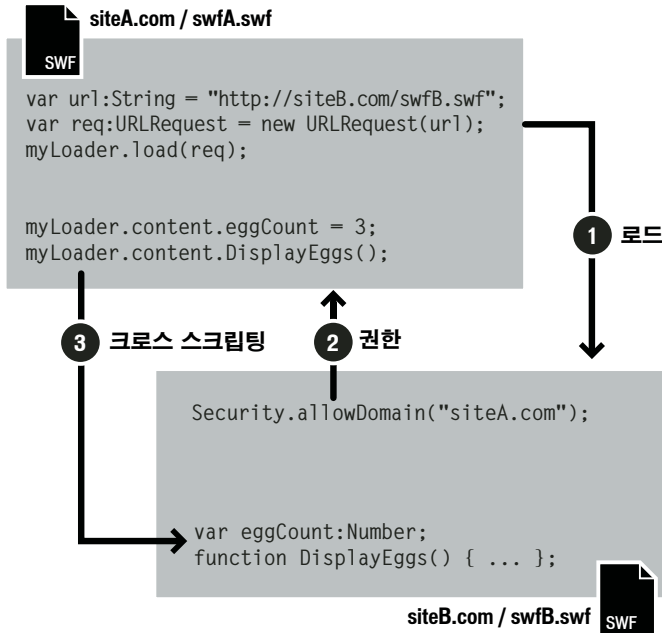 siteA.com / swfA.swf
SWF
var url:String = "http://siteB.com/swfB.swf";
var req:URLRequest = new URLRequest(url);
myLoader.load(req);
myLoader.content.eggCount = 3;
myLoader.content.DisplayEggs();
1 로드
3 크로스 스크립팅
2 권한
Security.allowDomain("siteA.com");
var eggCount:Number;
function DisplayEggs() { ... };
siteB.com / swfB.swf
SWF